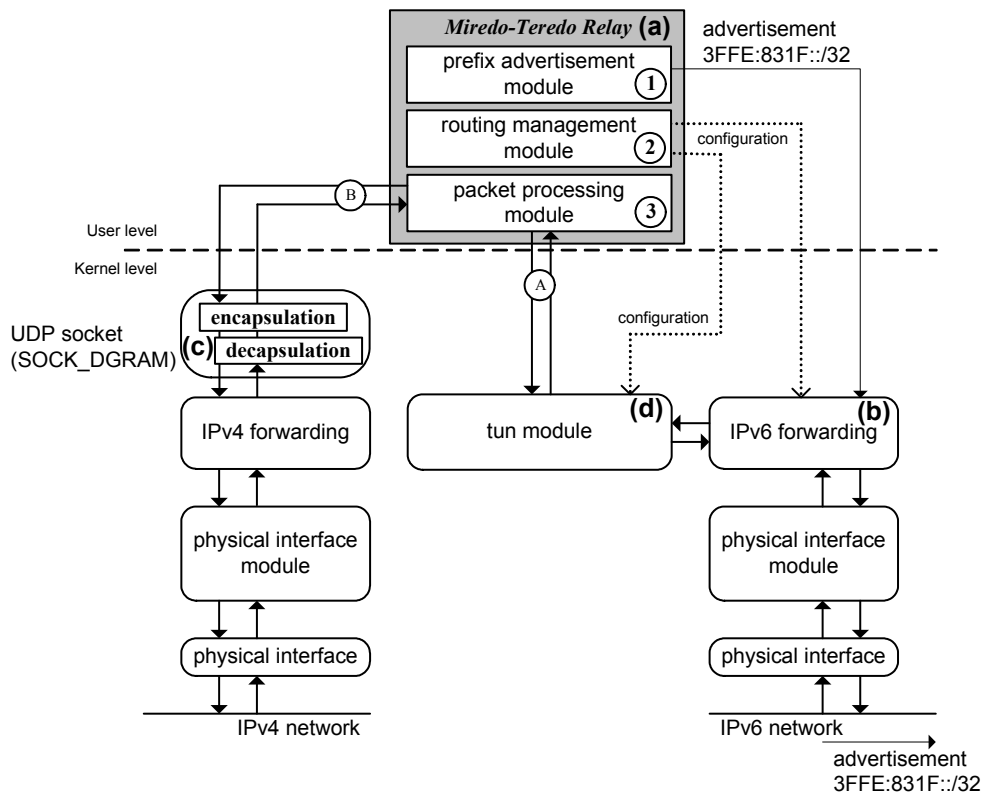 Miredo-Teredo Relay (a)
advertisement
3FFE:831F::/32
prefix advertisement
module
1
routing management
module
2
configuration
packet processing
module
3
B
User level
Kernel level
A
encapsulation
decapsulation
(c)
UDP socket
(SOCK_DGRAM)
configuration
(d)
tun module
(b)
IPv6 forwarding
IPv4 forwarding
physical interface
module
physical interface
module
physical interface
physical interface
IPv4 network
IPv6 network
advertisement
3FFE:831F::/32